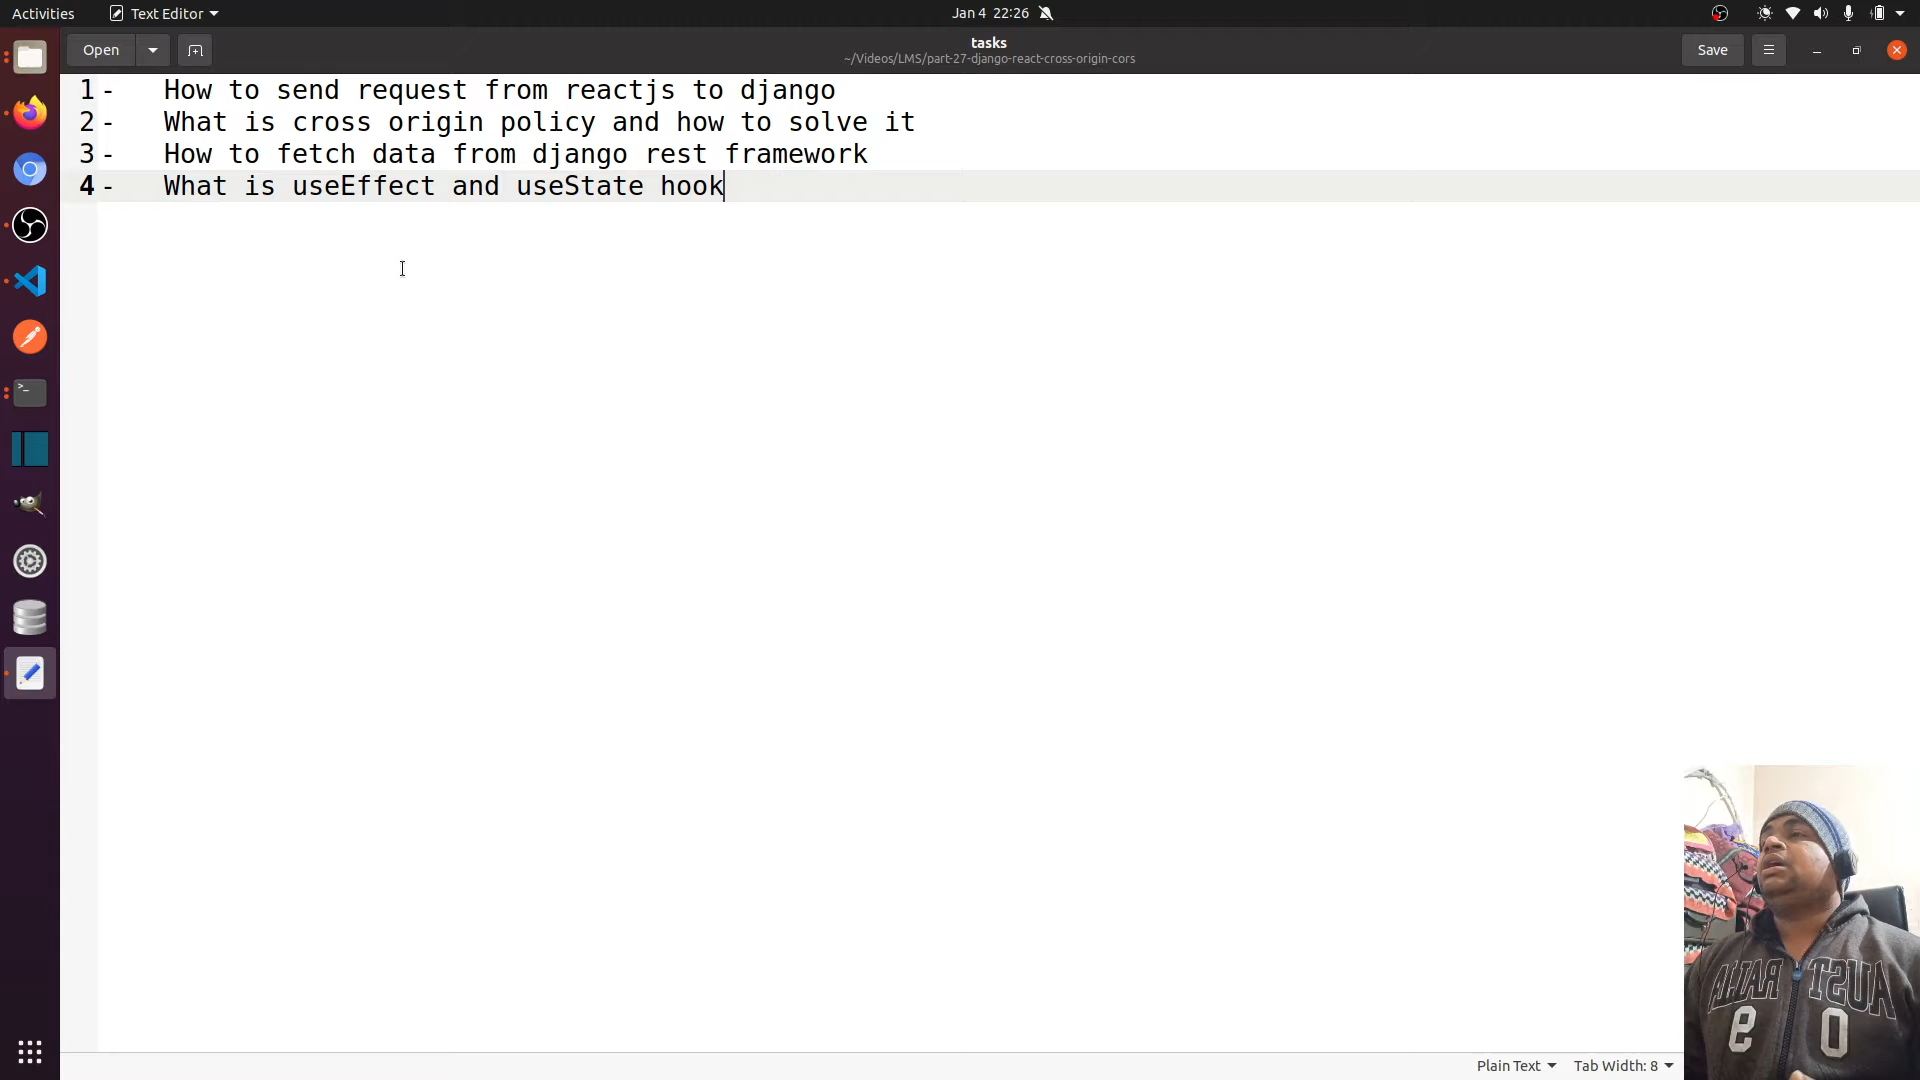 Activities
Text Editor
Jan 4 22:26
Open
tasks
~/Videos/LMS/part-27-django-react-cross-origin-cors
Save
1 - How to send request from reactjs to django
2 - What is cross origin policy and how to solve it
3 - How to fetch data from django rest framework
4 - What is useEffect and useState hook
AUSTRALIA
90
Plain Text
Tab Width: 8